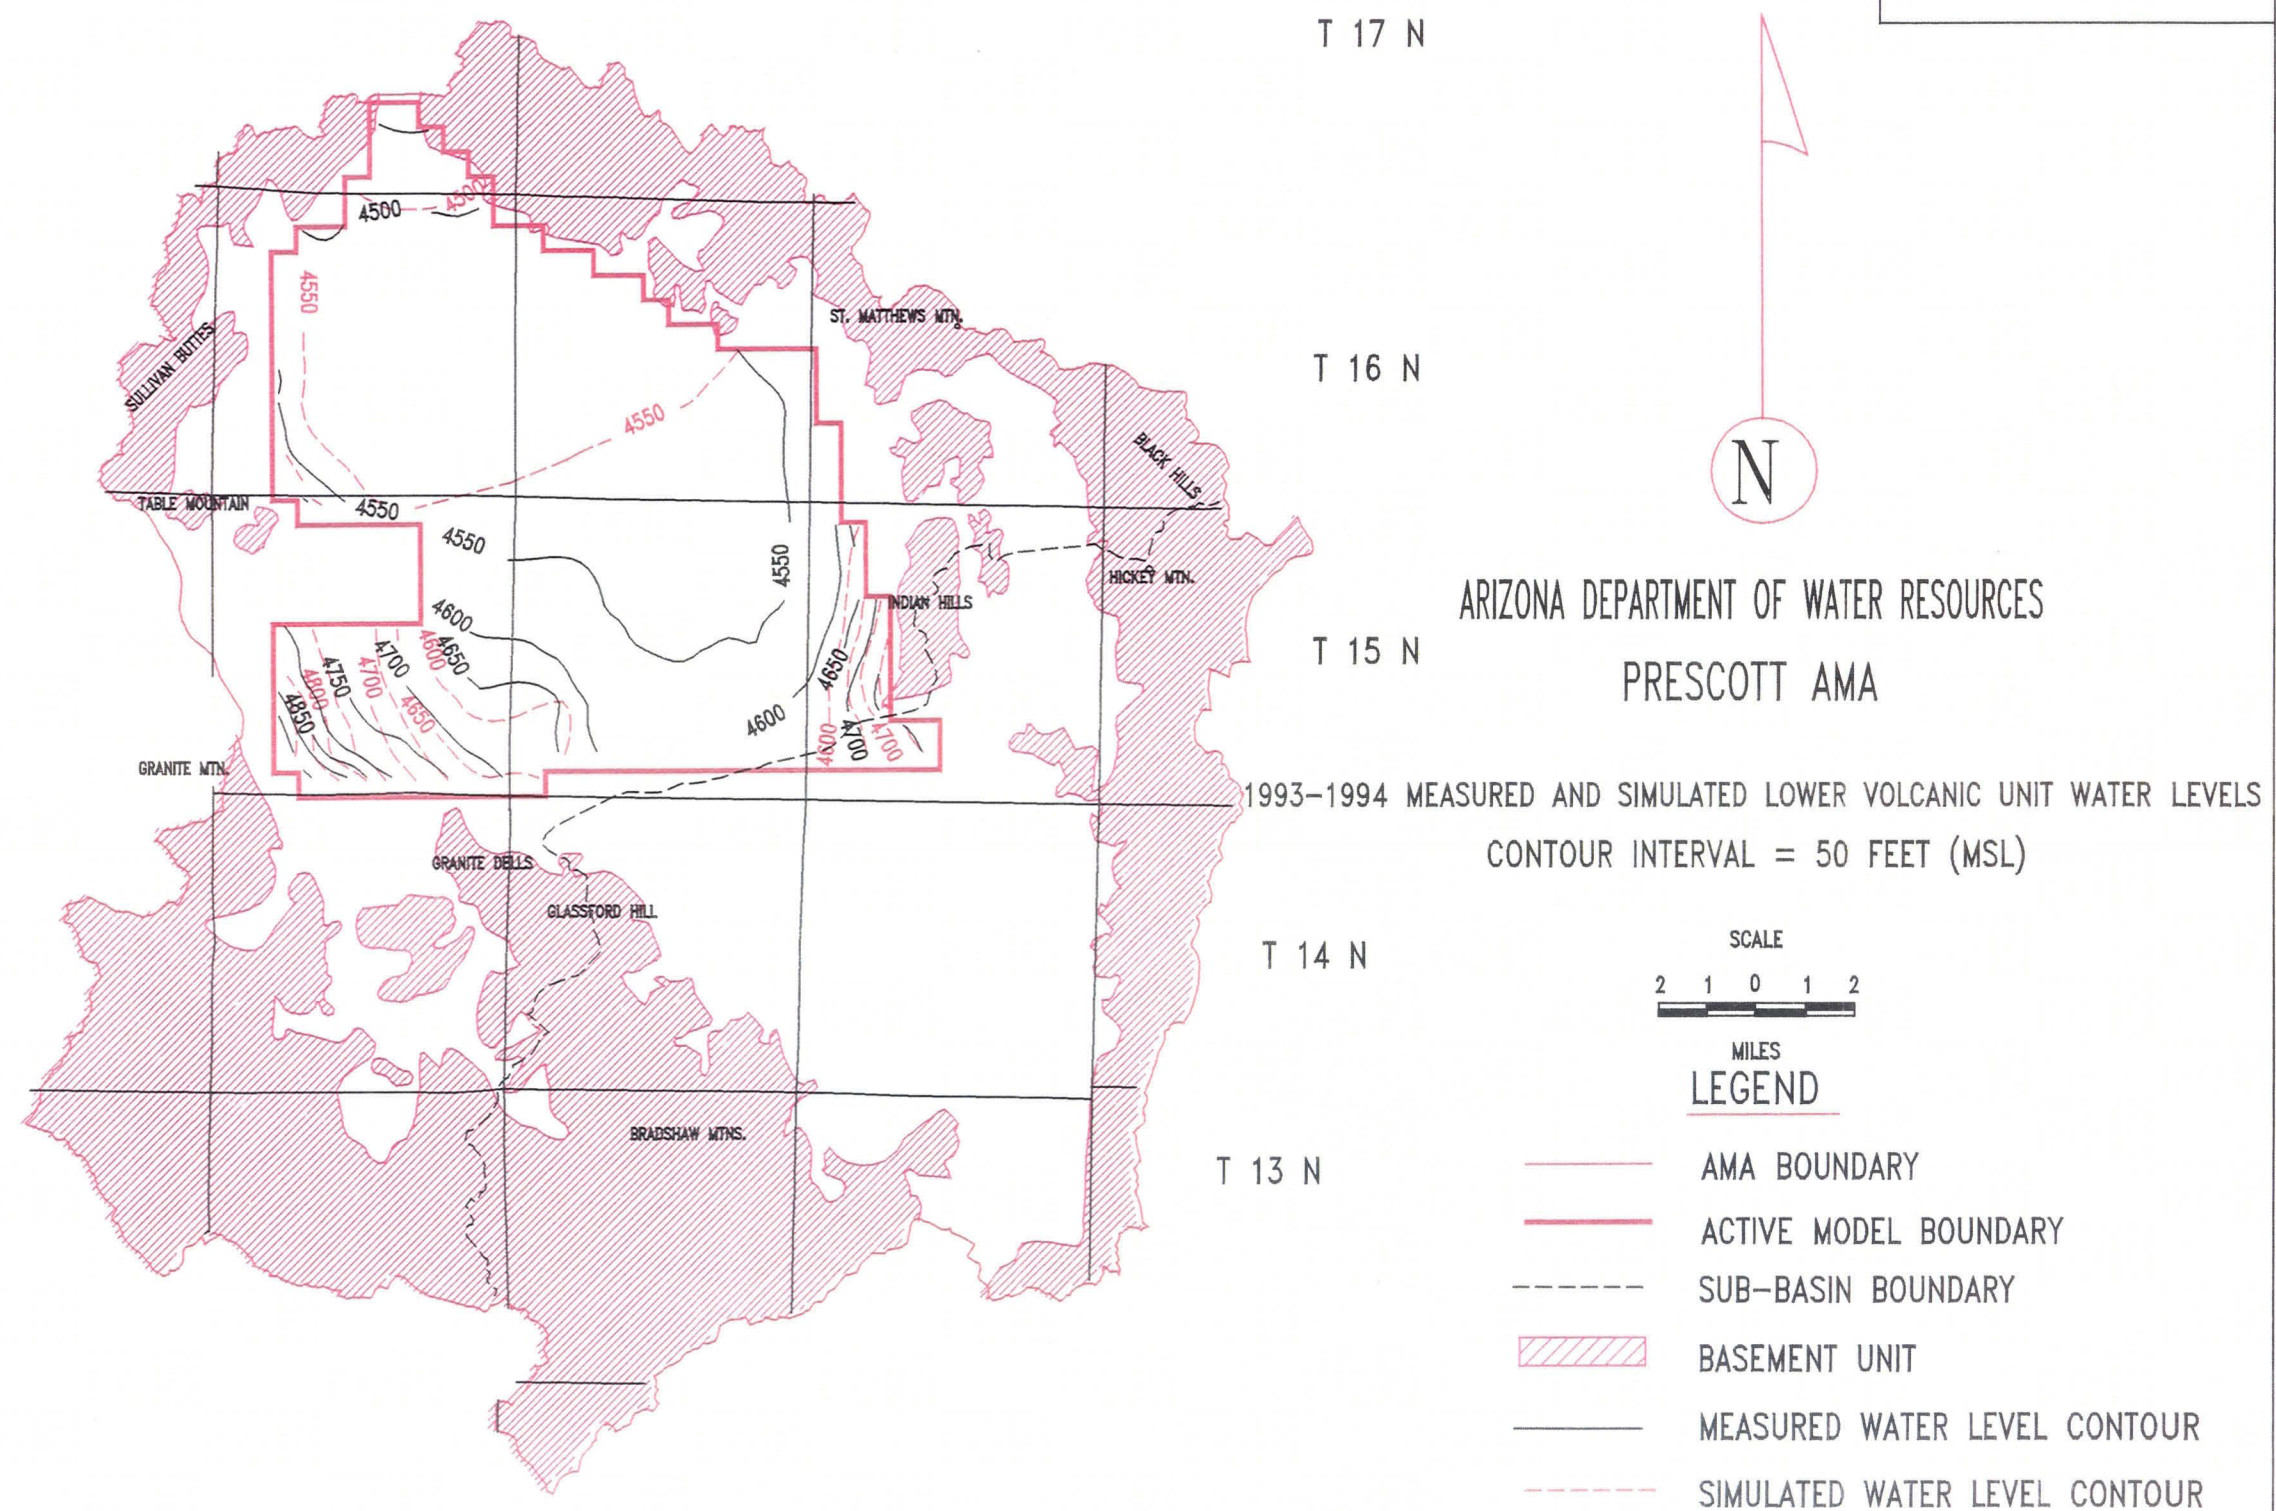 T 17 N
4500
4500
4550
ST. MATTHEWS MTN.
SULLIVAN BUTTES
T 16 N
4550
BLACK HILLS
TABLE MOUNTAIN
4550
4550
4550
HICKEY MTN.
INDIAN HILLS
4600
4600
4650
4700
4700
4750
4800
4650
4850
T 15 N
4650
4600
4600
4700
4700
GRANITE MTN.
GRANITE DELLS
GLASSFORD HILL
T 14 N
BRADSHAW MTNS.
T 13 N
N
ARIZONA DEPARTMENT OF WATER RESOURCES
PRESCOTT AMA
1993-1994 MEASURED AND SIMULATED LOWER VOLCANIC UNIT WATER LEVELS
CONTOUR INTERVAL = 50 FEET (MSL)
SCALE
2 1 0 1 2
MILES
LEGEND
AMA BOUNDARY
ACTIVE MODEL BOUNDARY
SUB-BASIN BOUNDARY
BASEMENT UNIT
MEASURED WATER LEVEL CONTOUR
SIMULATED WATER LEVEL CONTOUR